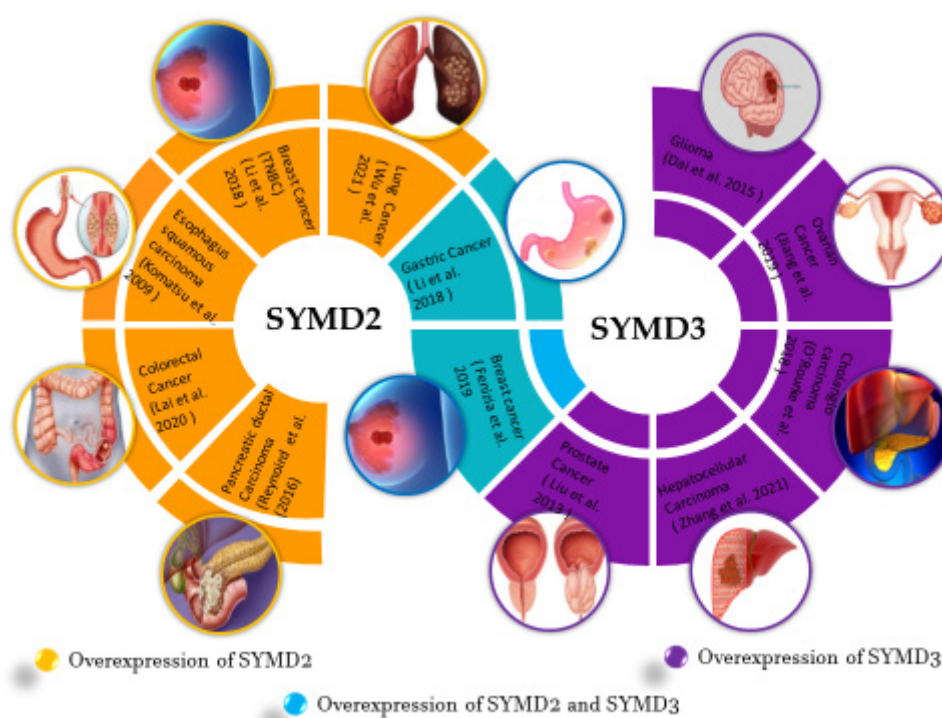 Breast Cancer
(TNBC)
( Li et al.
2018 )
Lung Cancer
( Wu et al.
2021 )
Esophagus
squamous
carcinoma
(Komatsu et al.
2009 )
Gastric Cancer
( Li et al.
2018 )
Colorectal
Cancer
(Lai et al.
2020 )
Pancreatic ductal
Carcinoma
(Reynoird et al.
(2016)
Breast cancer
( Fenizia et al.
2019
SYMD2
Glioma
(Dai et al. 2015 )
Ovarian
Cancer
(Jiang et al.
2019 )
Cholangio
carcinoma
(O'Rourke et al.
2018 )
Hepatocellular
Carcinoma
( Zhang et al. 2021)
Prostate
Cancer
( Liu et al.
2013 )
SYMD3
Overexpression of SYMD2
Overexpression of SYMD3
Overexpression of SYMD2 and SYMD3